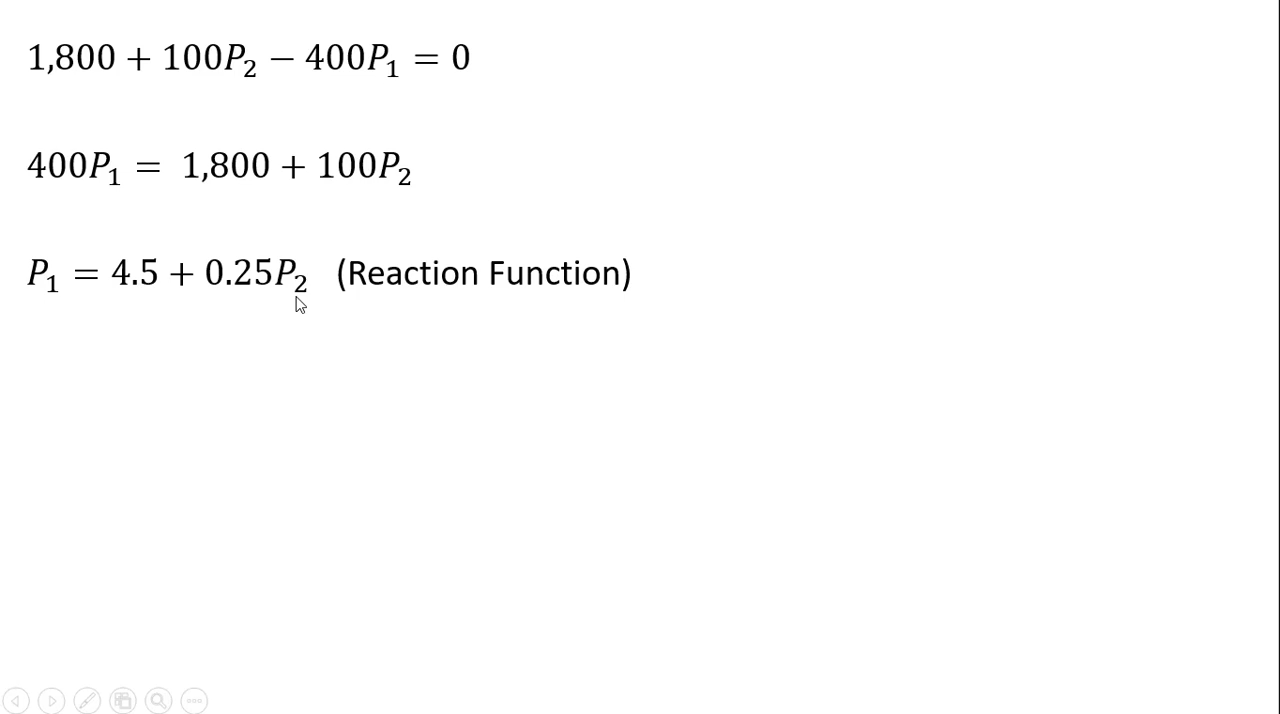 1,800 + 100P₂ − 400P₁ = 0
400P₁ = 1,800 + 100P₂
P₁ = 4.5 + 0.25P₂ (Reaction Function)